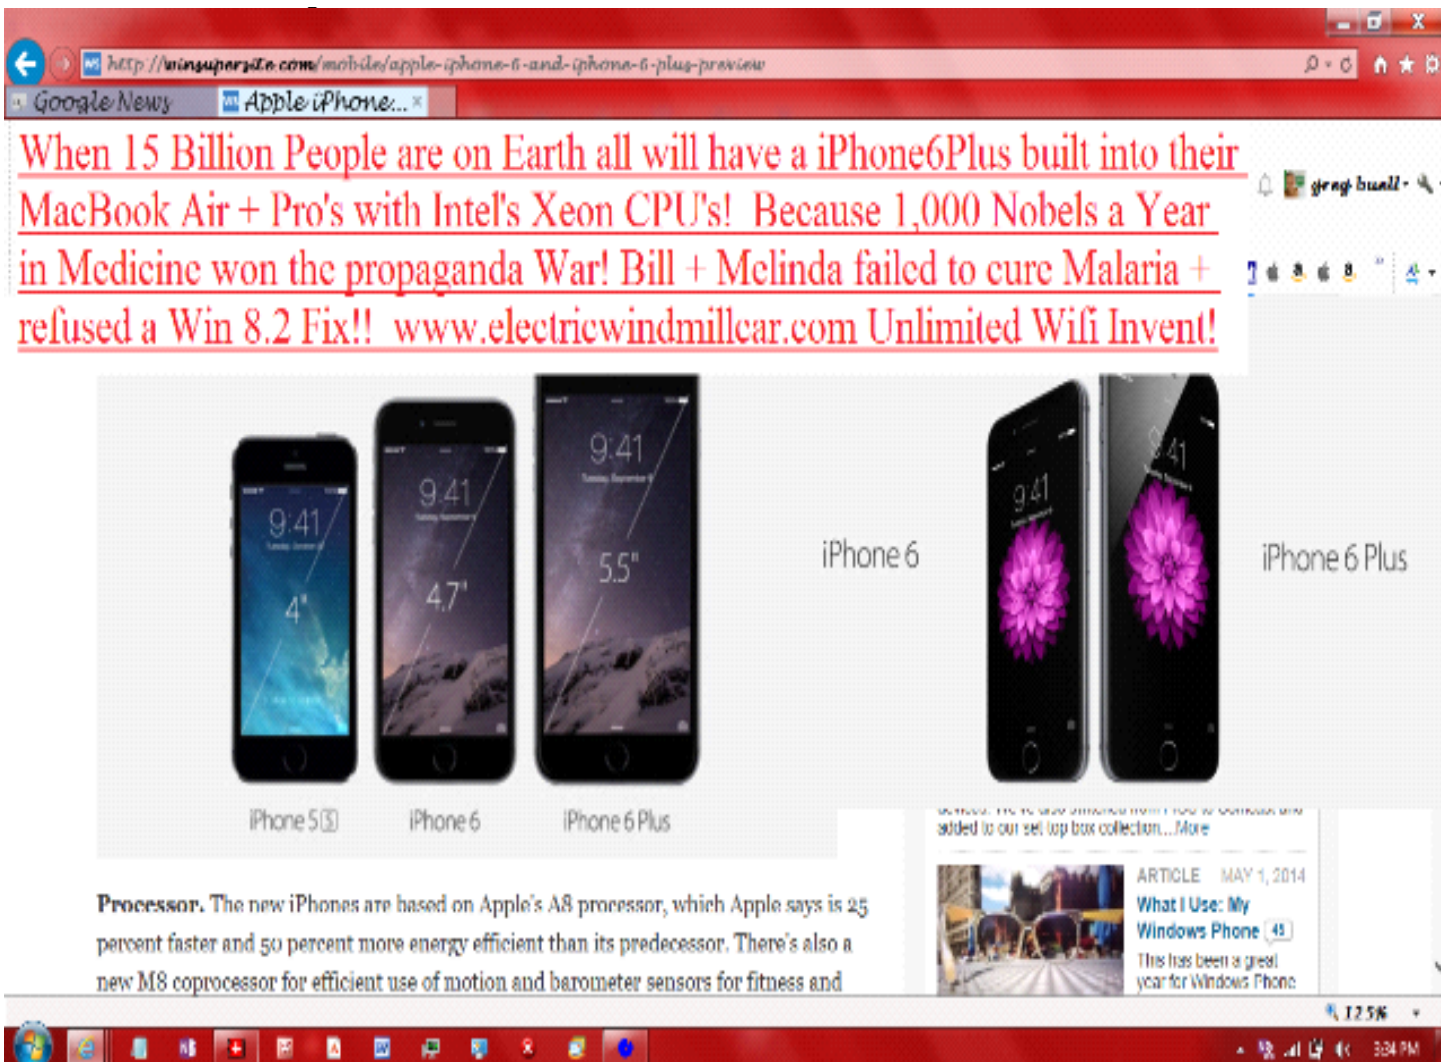 http://winsupersite.com/mobile/apple-iphone-6-and-iphone-6-plus-preview
Google News
Apple iPhone...
When 15 Billion People are on Earth all will have a iPhone6Plus built into their
MacBook Air + Pro's with Intel's Xeon CPU's! Because 1,000 Nobels a Year
in Medicine won the propaganda War! Bill + Melinda failed to cure Malaria +
refused a Win 8.2 Fix!! www.electricwindmillcar.com Unlimited Wifi Invent!
greg buell
9:41
4"
9:41
4.7"
9:41
5.5"
iPhone 5S
iPhone 6
iPhone 6 Plus
iPhone 6
9:41
9:41
iPhone 6 Plus
added to our set top box collection....More
ARTICLE MAY 1, 2014
What I Use: My
Windows Phone 45
This has been a great
year for Windows Phone
Processor. The new iPhones are based on Apple's A8 processor, which Apple says is 25
percent faster and 50 percent more energy efficient than its predecessor. There's also a
new M8 coprocessor for efficient use of motion and barometer sensors for fitness and
125%
3:34 PM